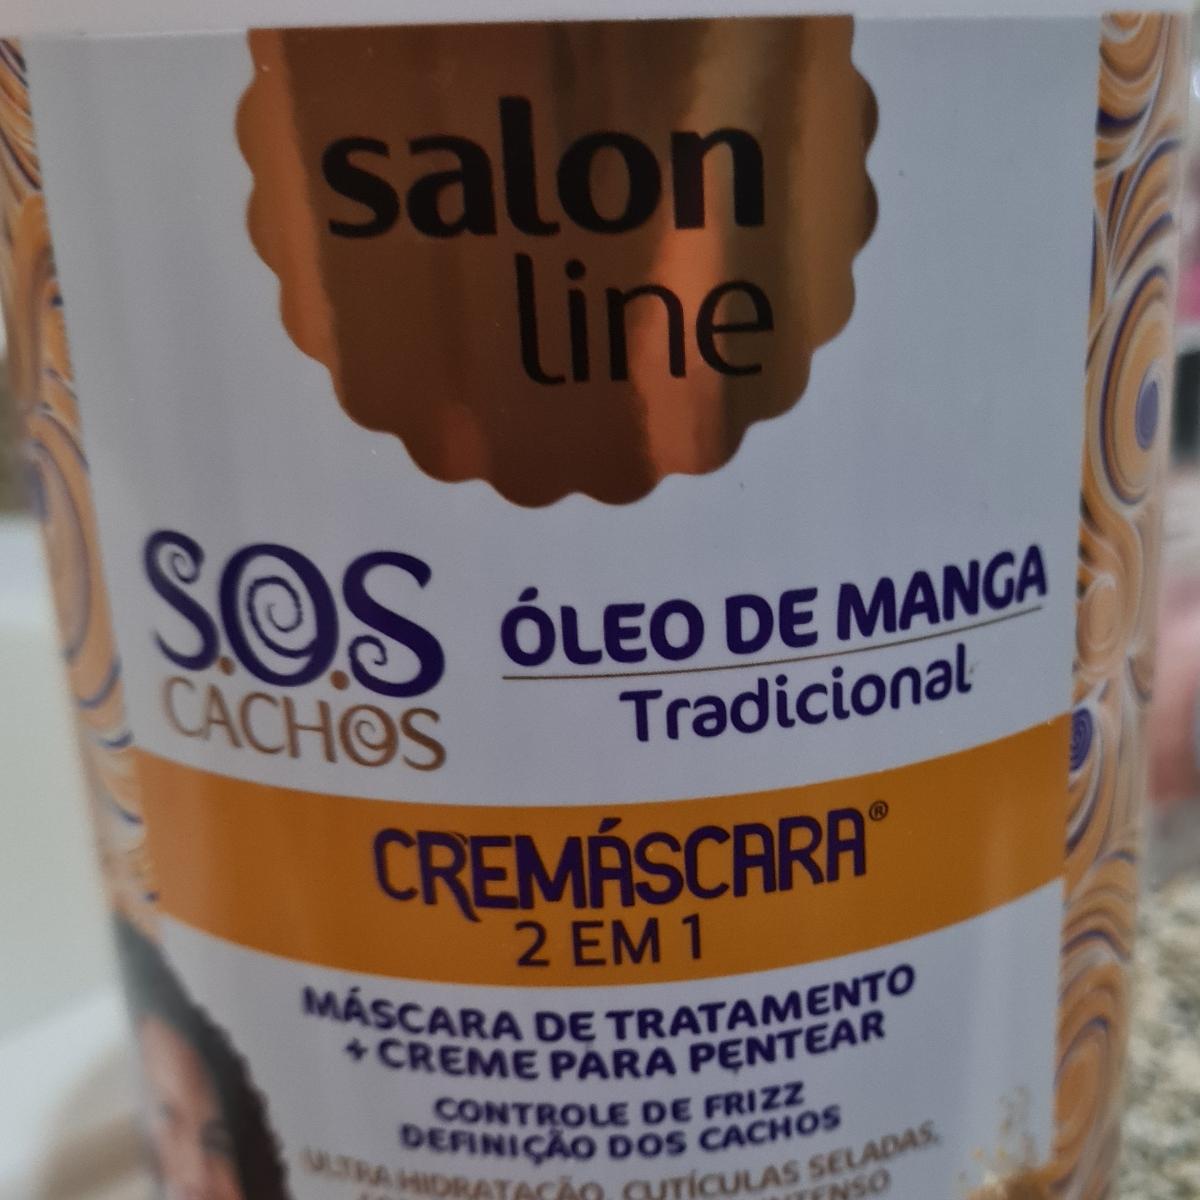 salon
line
S.O.S
CACHOS
ÓLEO DE MANGA
Tradicional
CREMÁSCARA®
2 EM 1
MÁSCARA DE TRATAMENTO
+ CREME PARA PENTEAR
CONTROLE DE FRIZZ
DEFINIÇÃO DOS CACHOS
ULTRA HIDRATAÇÃO, CUTÍCULAS SELADAS,
INTENSO